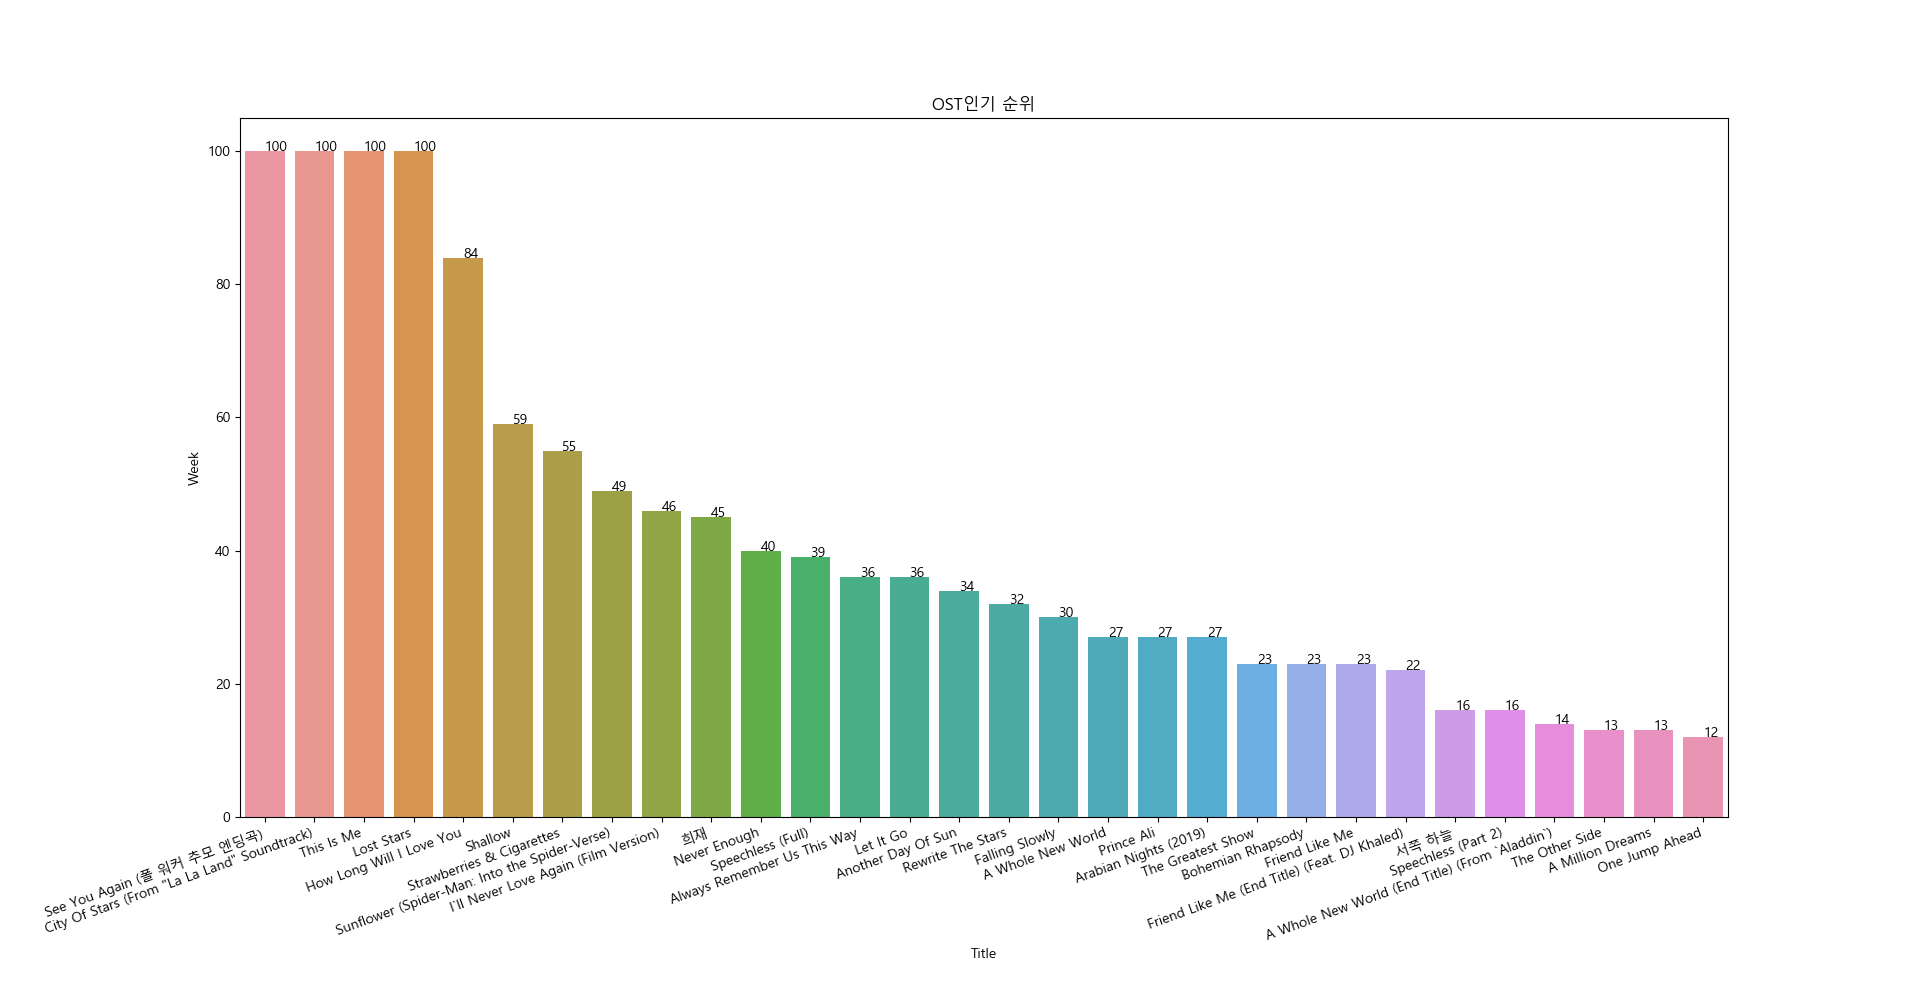 OST인기 순위
Week
100
80
60
40
20
0
100
100
100
100
84
59
55
49
46
45
40
39
36
36
34
32
30
27
27
27
23
23
23
22
16
16
14
13
13
12
See You Again (폴 워커 추모 엔딩곡)
City Of Stars (From "La La Land" Soundtrack)
This Is Me
Lost Stars
How Long Will I Love You
Shallow
Strawberries & Cigarettes
Sunflower (Spider-Man: Into the Spider-Verse)
I'll Never Love Again (Film Version)
희재
Never Enough
Speechless (Full)
Always Remember Us This Way
Let It Go
Another Day Of Sun
Rewrite The Stars
Falling Slowly
A Whole New World
Prince Ali
Arabian Nights (2019)
The Greatest Show
Bohemian Rhapsody
Friend Like Me
Friend Like Me (End Title) (Feat. DJ Khaled)
서쪽 하늘
Speechless (Part 2)
A Whole New World (End Title) (From `Aladdin`)
The Other Side
A Million Dreams
One Jump Ahead
Title